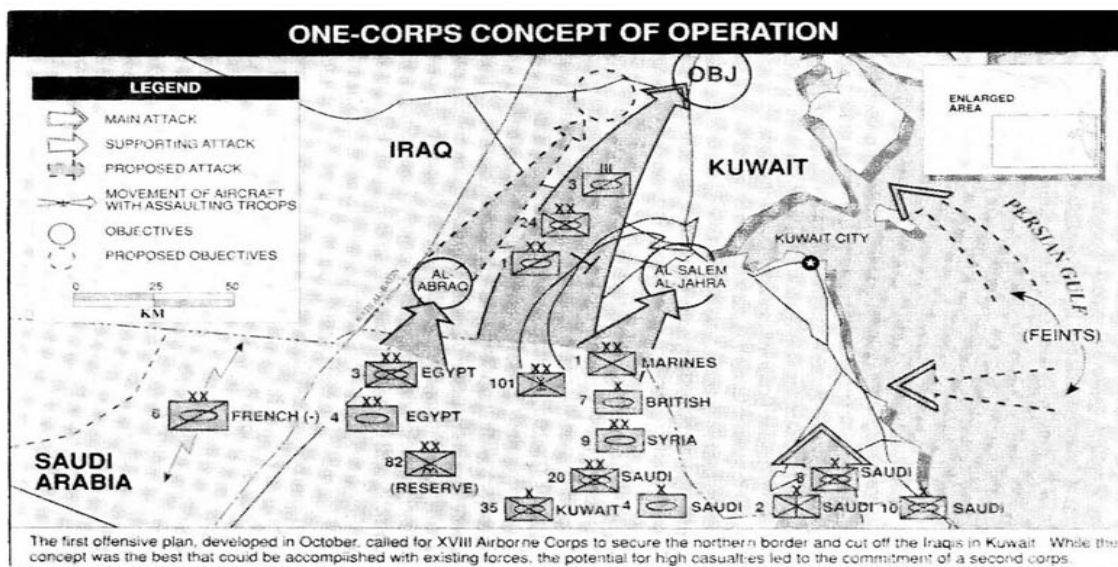 ONE-CORPS CONCEPT OF OPERATION
LEGEND
MAIN ATTACK
SUPPORTING ATTACK
PROPOSED ATTACK
MOVEMENT OF AIRCRAFT
WITH ASSAULTING TROOPS
OBJECTIVES
PROPOSED OBJECTIVES
0 25 50
KM
OBJ
ENLARGED
AREA
IRAQ
KUWAIT
III
3
XX
24
XX
1
PERSIAN GULF
KUWAIT CITY
AL-
ABRAQ
AL-SALEM
AL-JAHRA
(FEINTS)
XX
3 EGYPT
XX
101
XX
1 MARINES
XX
6 FRENCH (-)
XX
4 EGYPT
X
7 BRITISH
XX
9 SYRIA
SAUDI
ARABIA
XX
82
(RESERVE)
XX
20 SAUDI
X
8 SAUDI
X
35 KUWAIT
X
4 SAUDI
X
2 SAUDI
X
10 SAUDI
The first offensive plan, developed in October, called for XVIII Airborne Corps to secure the northern border and cut off the Iraqis in Kuwait. While the
concept was the best that could be accomplished with existing forces, the potential for high casualties led to the commitment of a second corps.